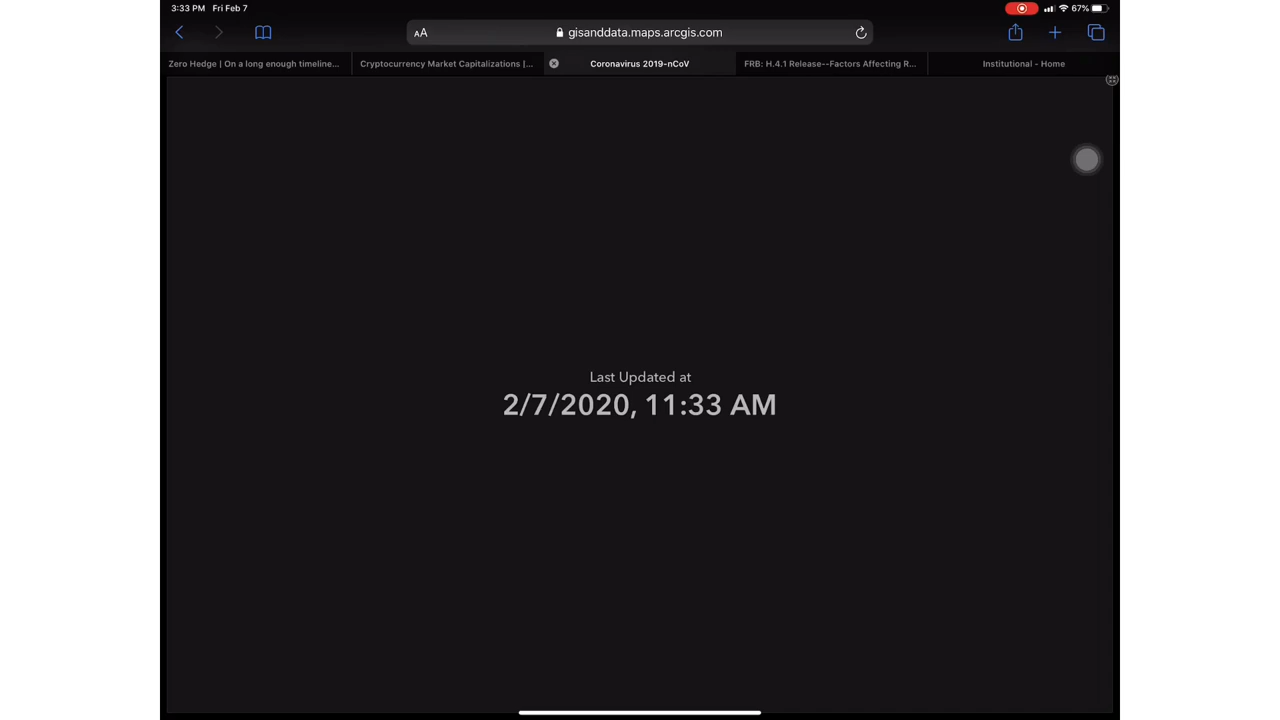 3:33 PM Fri Feb 7
67%
AA
gisanddata.maps.arcgis.com
Zero Hedge | On a long enough timeline...
Cryptocurrency Market Capitalizations |...
Coronavirus 2019-nCoV
FRB: H.4.1 Release--Factors Affecting R...
Institutional - Home
Last Updated at
2/7/2020, 11:33 AM